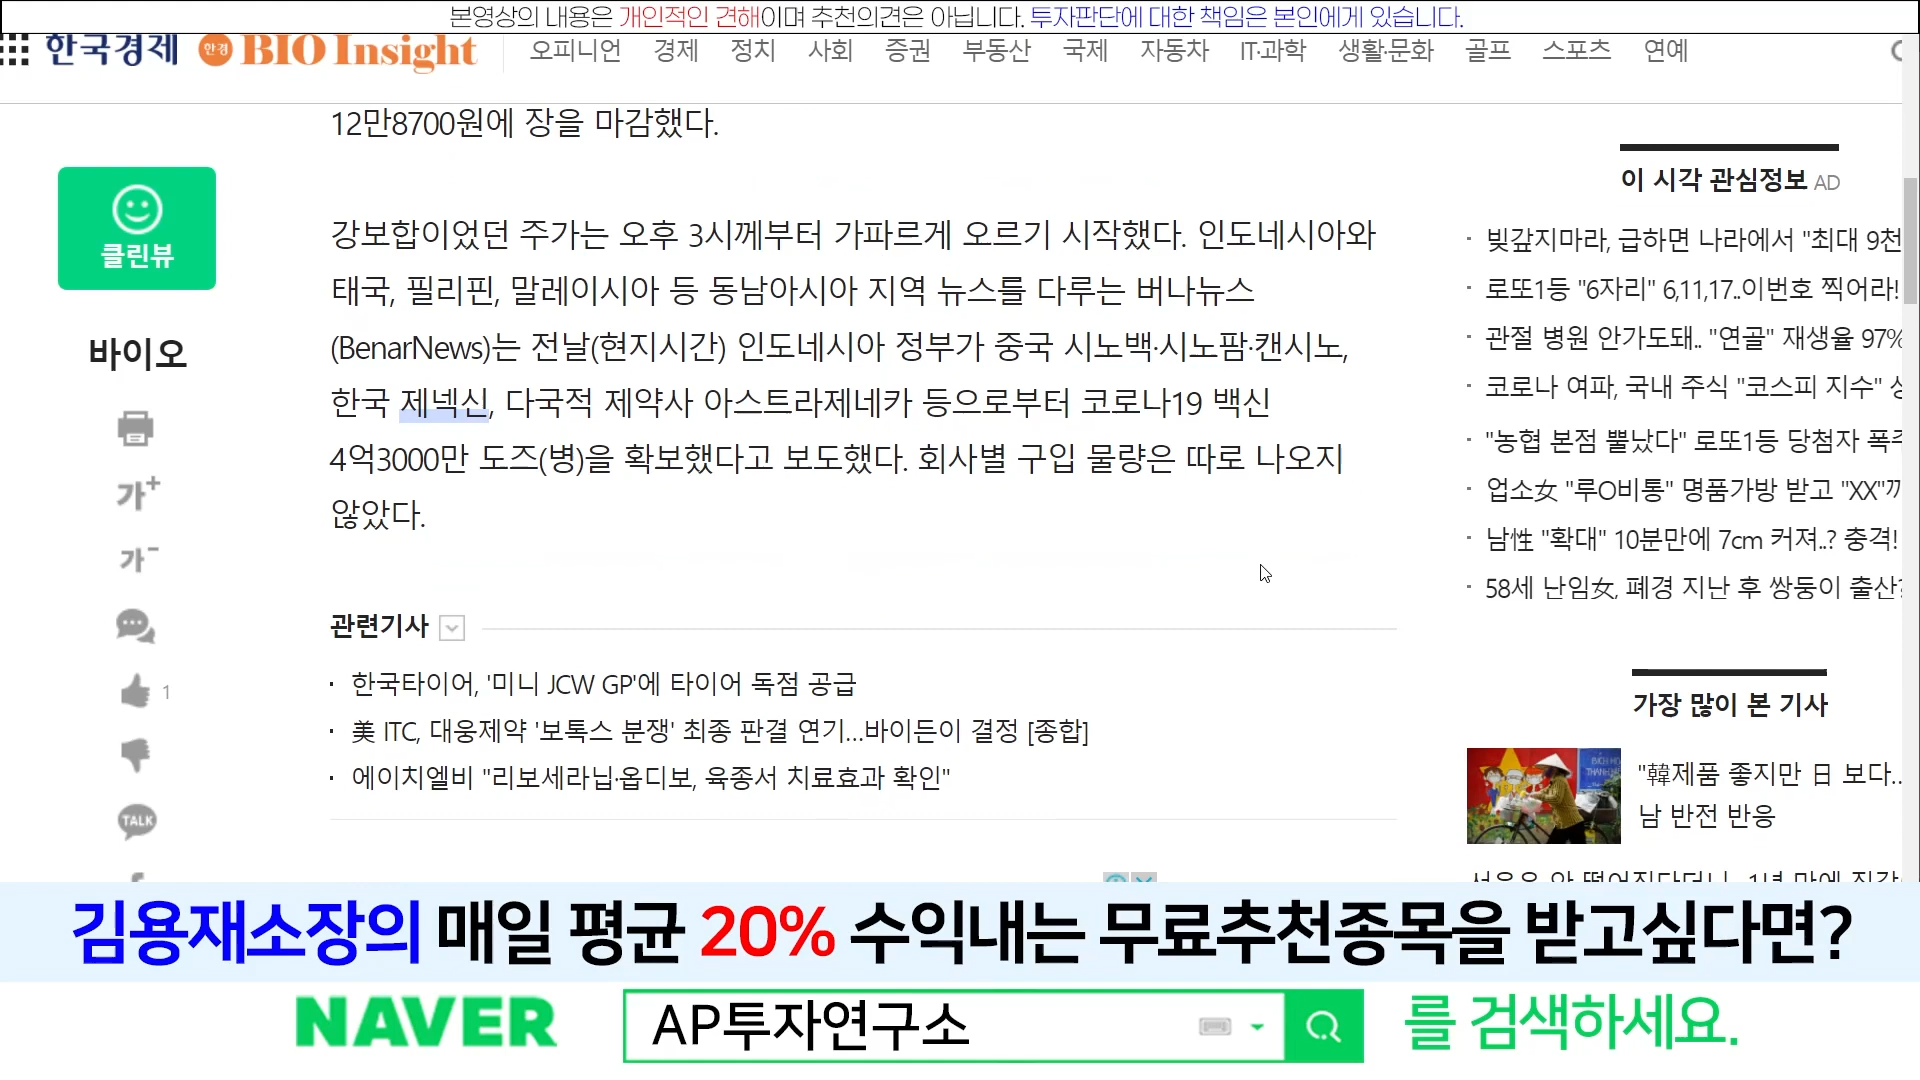 본영상의 내용은 개인적인 견해이며 추천의견은 아닙니다. 투자판단에 대한 책임은 본인에게 있습니다.
한국경제 한경 BIO Insight 오피니언 경제 정치 사회 증권 부동산 국제 자동차 IT·과학 생활·문화 골프 스포츠 연예
12만8700원에 장을 마감했다.
클린뷰
바이오
가+
가-
1
TALK
강보합이었던 주가는 오후 3시께부터 가파르게 오르기 시작했다. 인도네시아와
태국, 필리핀, 말레이시아 등 동남아시아 지역 뉴스를 다루는 버나뉴스
(BenarNews)는 전날(현지시간) 인도네시아 정부가 중국 시노백·시노팜·캔시노,
한국 제넥신, 다국적 제약사 아스트라제네카 등으로부터 코로나19 백신
4억3000만 도즈(병)을 확보했다고 보도했다. 회사별 구입 물량은 따로 나오지
않았다.
관련기사
· 한국타이어, '미니 JCW GP'에 타이어 독점 공급
· 美 ITC, 대웅제약 '보톡스 분쟁' 최종 판결 연기...바이든이 결정 [종합]
· 에이치엘비 "리보세라닙·옵디보, 육종서 치료효과 확인"
이 시각 관심정보 AD
· 빚갚지마라, 급하면 나라에서 "최대 9천
· 로또1등 "6자리" 6,11,17..이번호 찍어라!
· 관절 병원 안가도돼.. "연골" 재생율 97%
· 코로나 여파, 국내 주식 "코스피 지수"
· "농협 본점 뿔났다" 로또1등 당첨자
· 업소女 "루O비통" 명품가방 받고 "XX"
· 남性 "확대" 10분만에 7cm 커져..? 충격!
· 58세 난임女, 폐경 지난 후 쌍둥이 출산?
가장 많이 본 기사
"韓제품 좋지만 日 보다..
남 반전 반응
김용재소장의 매일 평균 20% 수익내는 무료추천종목을 받고싶다면?
NAVER AP투자연구소 를 검색하세요.